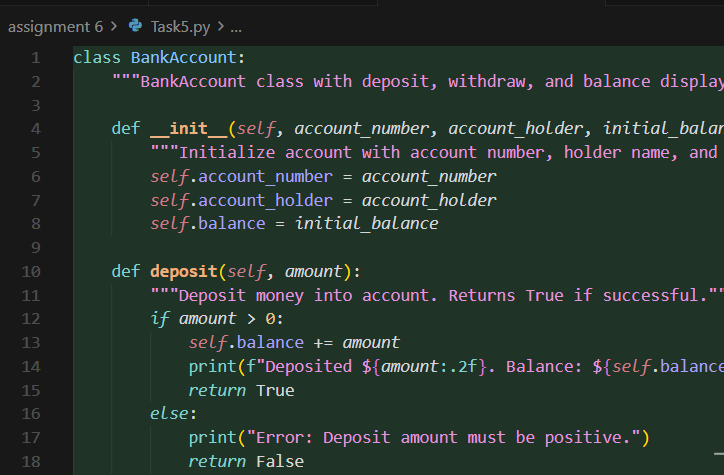 assignment 6 > Task5.py > ...
1 class BankAccount:
2 """BankAccount class with deposit, withdraw, and balance display
3
4 def __init__(self, account_number, account_holder, initial_balan
5 """Initialize account with account number, holder name, and
6 self.account_number = account_number
7 self.account_holder = account_holder
8 self.balance = initial_balance
9
10 def deposit(self, amount):
11 """Deposit money into account. Returns True if successful.""
12 if amount > 0:
13 self.balance += amount
14 print(f"Deposited ${amount:.2f}. Balance: ${self.balance
15 return True
16 else:
17 print("Error: Deposit amount must be positive.")
18 return False